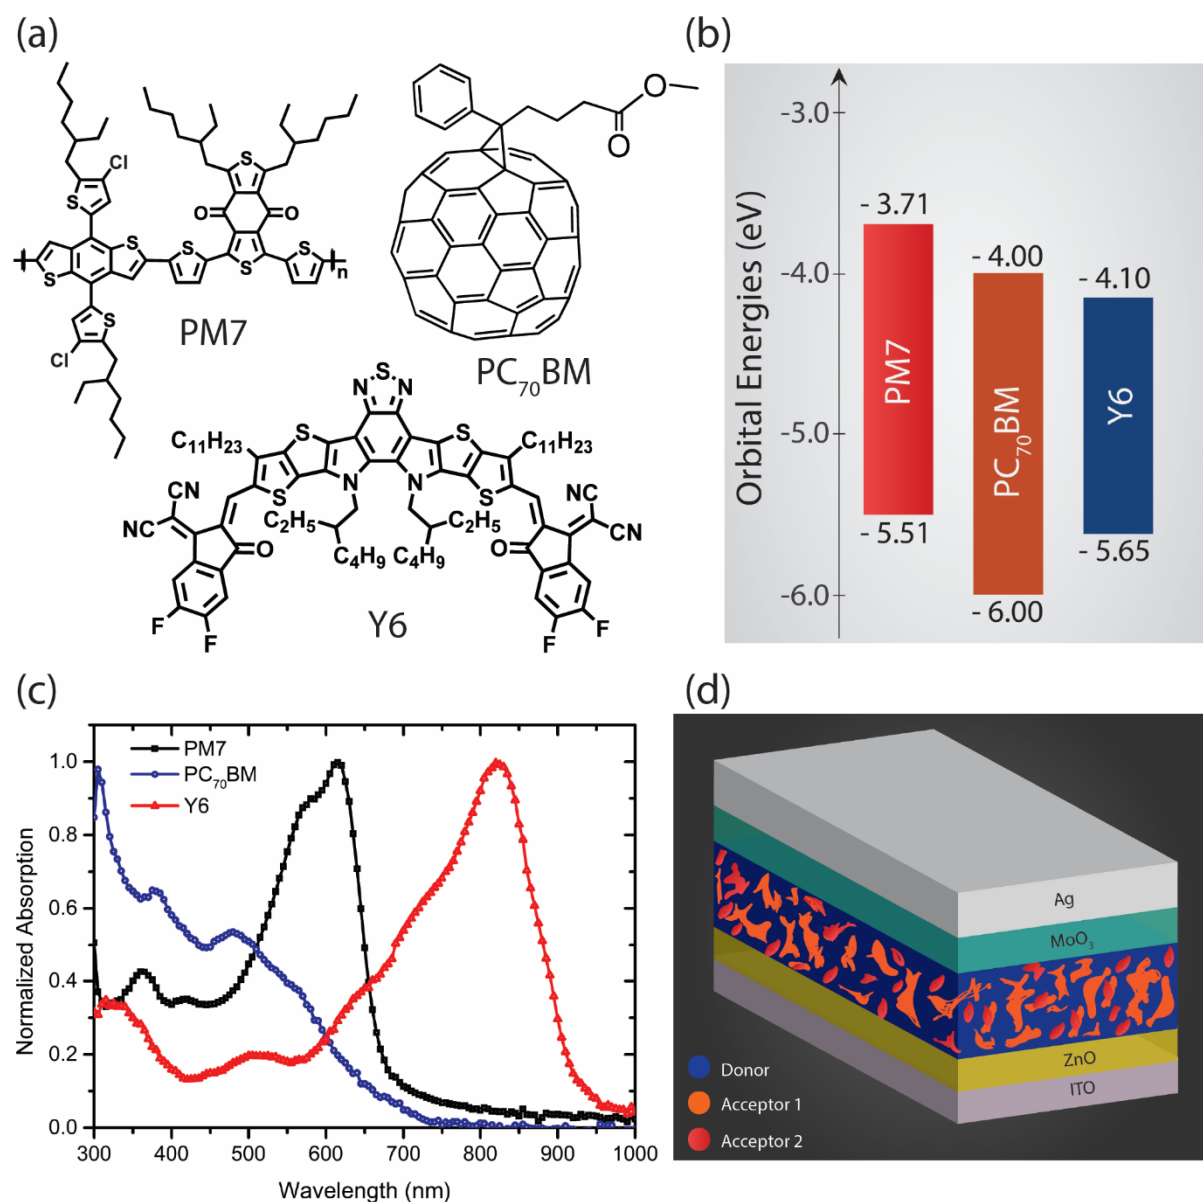 (a)
Cl
S
S
S
O
O
S
S
S
S
S
n
S
Cl
PM7
O
O
PC₇₀BM
S
N
N
C₁₁H₂₃
S
S
C₁₁H₂₃
S
N
N
S
CN
NC
O
C₂H₅
C₂H₅
C₄H₉
C₄H₉
O
NC
CN
F
F
F
F
Y6
(b)
Orbital Energies (eV)
-3.0
-4.0
-5.0
-6.0
- 3.71
PM7
- 5.51
- 4.00
PC₇₀BM
- 6.00
- 4.10
Y6
- 5.65
(c)
Normalized Absorption
1.0
0.8
0.6
0.4
0.2
0.0
PM7
PC₇₀BM
Y6
300 400 500 600 700 800 900 1000
Wavelength (nm)
(d)
Ag
MoO₃
ZnO
ITO
Donor
Acceptor 1
Acceptor 2